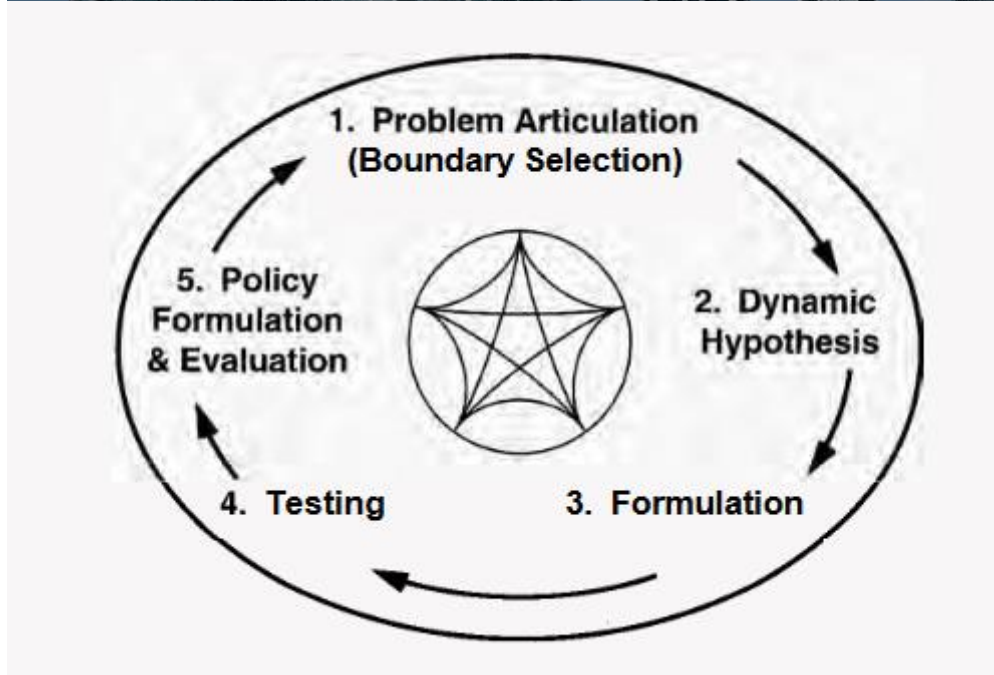 1. Problem Articulation
(Boundary Selection)
2. Dynamic
Hypothesis
3. Formulation
4. Testing
5. Policy
Formulation
& Evaluation